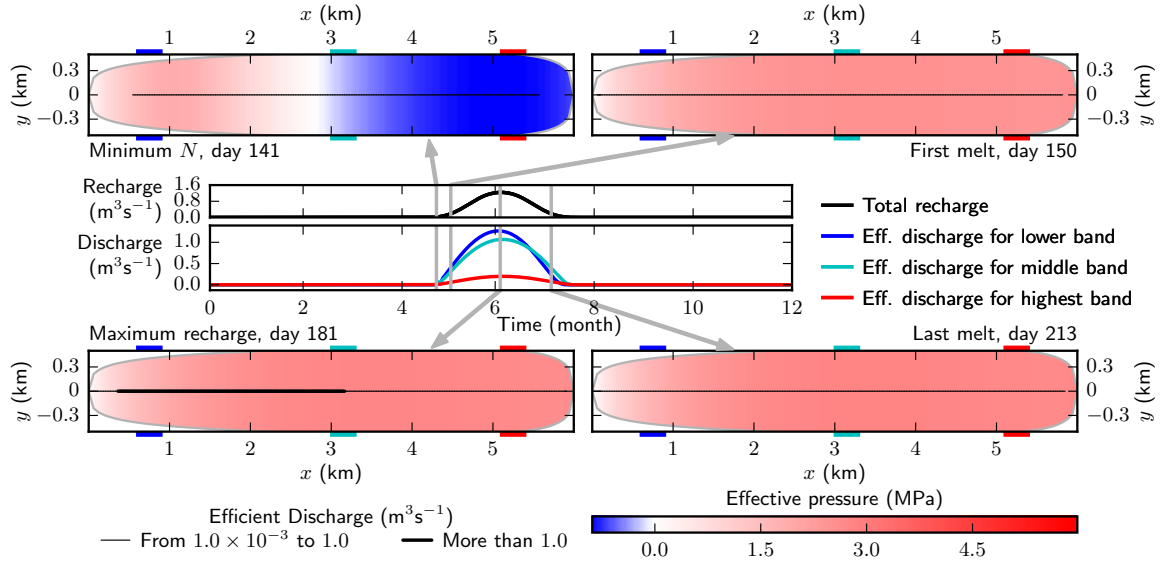 x (km)
x (km)
1 2 3 4 5
1 2 3 4 5
y (km)
0.3
0
−0.3
0.3
0
−0.3
y (km)
Minimum N, day 141
First melt, day 150
Recharge
(m³s⁻¹)
1.6
0.8
0.0
Discharge
(m³s⁻¹)
1.0
0.5
0.0
0 2 4 6 8 10 12
Time (month)
Total recharge
Eff. discharge for lower band
Eff. discharge for middle band
Eff. discharge for highest band
Maximum recharge, day 181
Last melt, day 213
y (km)
0.3
0
−0.3
0.3
0
−0.3
y (km)
1 2 3 4 5
1 2 3 4 5
x (km)
x (km)
Efficient Discharge (m³s⁻¹)
From 1.0 × 10⁻³ to 1.0
More than 1.0
Effective pressure (MPa)
0.0 1.5 3.0 4.5